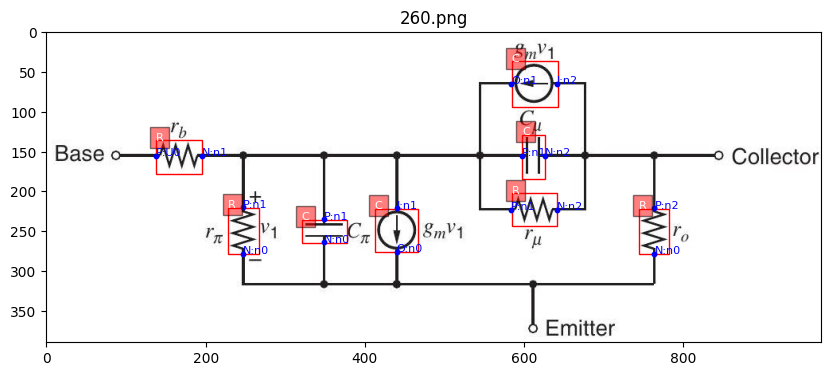 260.png
0
50
100
150
200
250
300
350
0
200
400
600
800
g_m v_1
C
O:n1
I:n2
C_μ
C
P:n1
N:n2
R
P:n1
N:n2
r_μ
r_b
R
N:n1
Base
Collector
R
P:n1
N:n0
+
v_1
−
r_π
C
P:n1
N:n0
C_π
C
I:n1
O:n0
g_m v_1
R
P:n2
N:n0
r_o
Emitter